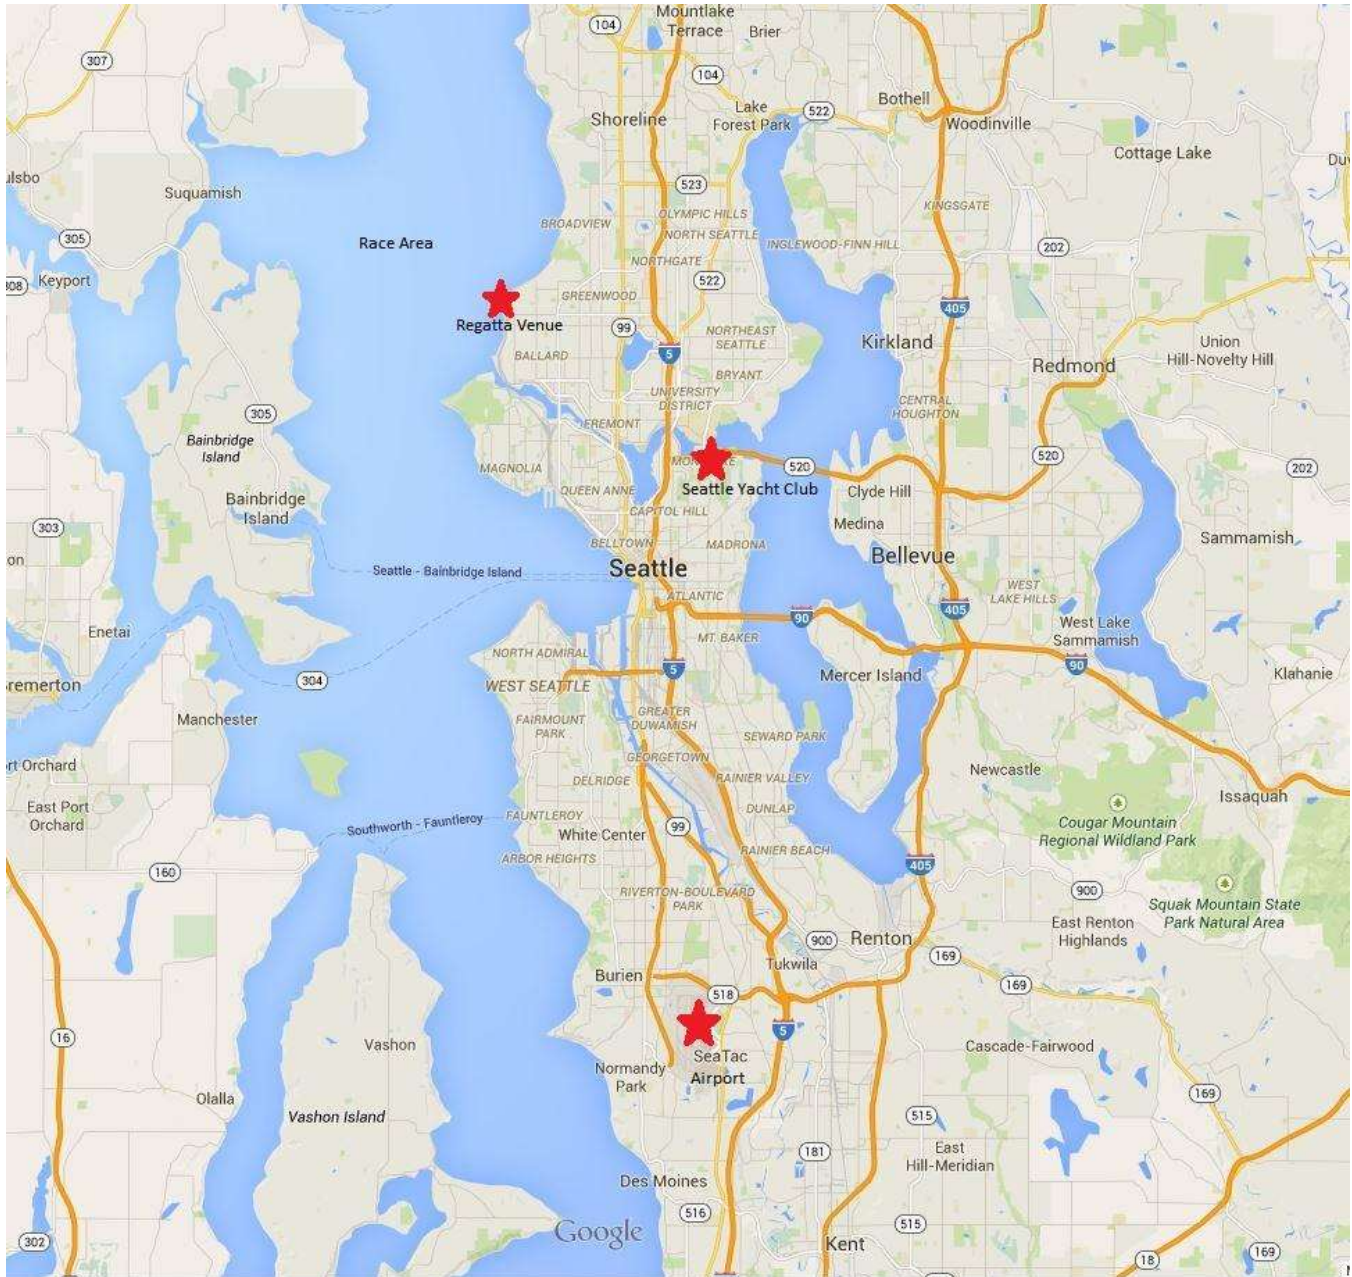 Mountlake
Terrace
Brier
104
307
104
Bothell
Lake
Forest Park
522
Shoreline
Woodinville
Cottage Lake
Suquamish
523
OLYMPIC HILLS
KINGSGATE
BROADVIEW
NORTH SEATTLE
INGLEWOOD-FINN HILL
305
Race Area
202
NORTHGATE
Keyport
522
GREENWOOD
405
Regatta Venue
99
NORTHEAST
SEATTLE
Kirkland
Union
Hill-Novelty Hill
BALLARD
5
Redmond
BRYANT
UNIVERSITY
DISTRICT
305
CENTRAL
HOUGHTON
FREMONT
Bainbridge
Island
520
MAGNOLIA
520
202
QUEEN ANNE
Seattle Yacht Club
Clyde Hill
Bainbridge
Island
CAPITOL HILL
303
Medina
Sammamish
BELLTOWN
MADRONA
Bellevue
Seattle - Bainbridge Island
Seattle
WEST
LAKE HILLS
ATLANTIC
405
90
West Lake
Sammamish
Enetai
MT. BAKER
NORTH ADMIRAL
5
90
Mercer Island
Klahanie
304
WEST SEATTLE
Manchester
FAIRMOUNT
PARK
GREATER
DUWAMISH
SEWARD PARK
GEORGETOWN
Newcastle
DELRIDGE
RAINIER VALLEY
Issaquah
East Port
Orchard
DUNLAP
Cougar Mountain
Regional Wildland Park
FAUNTLEROY
Southworth - Fauntleroy
99
White Center
RAINIER BEACH
ARBOR HEIGHTS
405
160
RIVERTON-BOULEVARD
PARK
900
Squak Mountain State
Park Natural Area
East Renton
Highlands
900
Renton
169
Tukwila
Burien
169
518
16
5
Vashon
Cascade-Fairwood
SeaTac
Airport
Normandy
Park
Olalla
169
Vashon Island
515
181
East
Hill-Meridian
Des Moines
516
515
Google
302
Kent
18
169